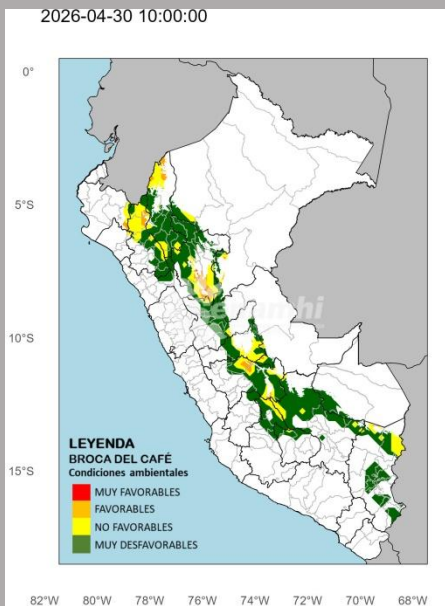 2026-04-30 10:00:00
0°
5°S
10°S
15°S
senamhi
LEYENDA
BROCA DEL CAFÉ
Condiciones ambientales
MUY FAVORABLES
FAVORABLES
NO FAVORABLES
MUY DESFAVORABLES
82°W 80°W 78°W 76°W 74°W 72°W 70°W 68°W